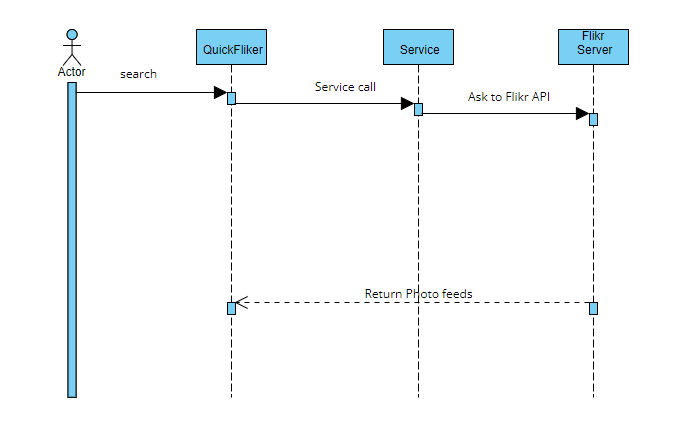 Actor
QuickFliker
Service
Flikr
Server
search
Service call
Ask to Flikr API
Return Photo feeds